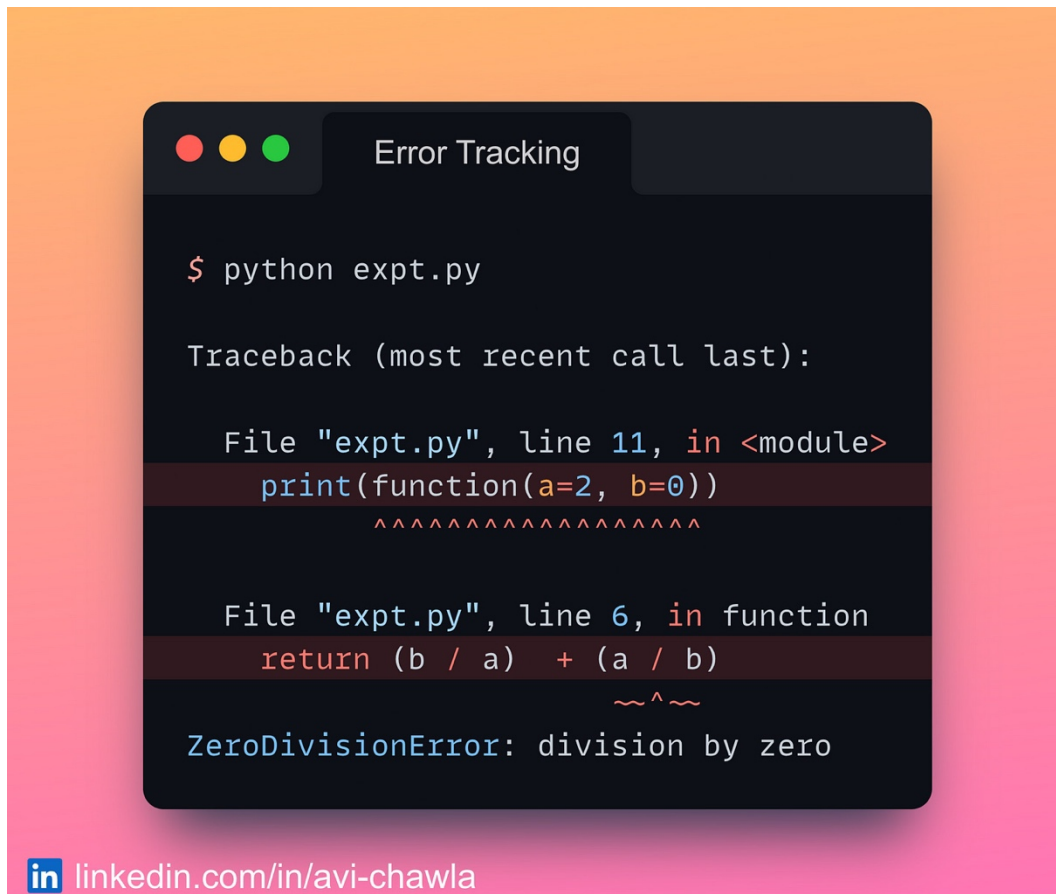 Error Tracking
$ python expt.py
Traceback (most recent call last):
File "expt.py", line 11, in <module>
print(function(a=2, b=0))
^^^^^^^^^^^^^^^^^^
File "expt.py", line 6, in function
return (b / a)  + (a / b)
~~^~~
ZeroDivisionError: division by zero
in linkedin.com/in/avi-chawla